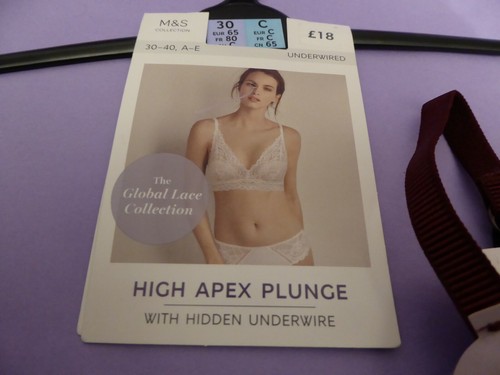 M&S
COLLECTION
30 C
EUR 65 EUR C
FR 80 FR C
C CN 65
£18
30–40, A–E
UNDERWIRED
The
Global Lace
Collection
HIGH APEX PLUNGE
WITH HIDDEN UNDERWIRE